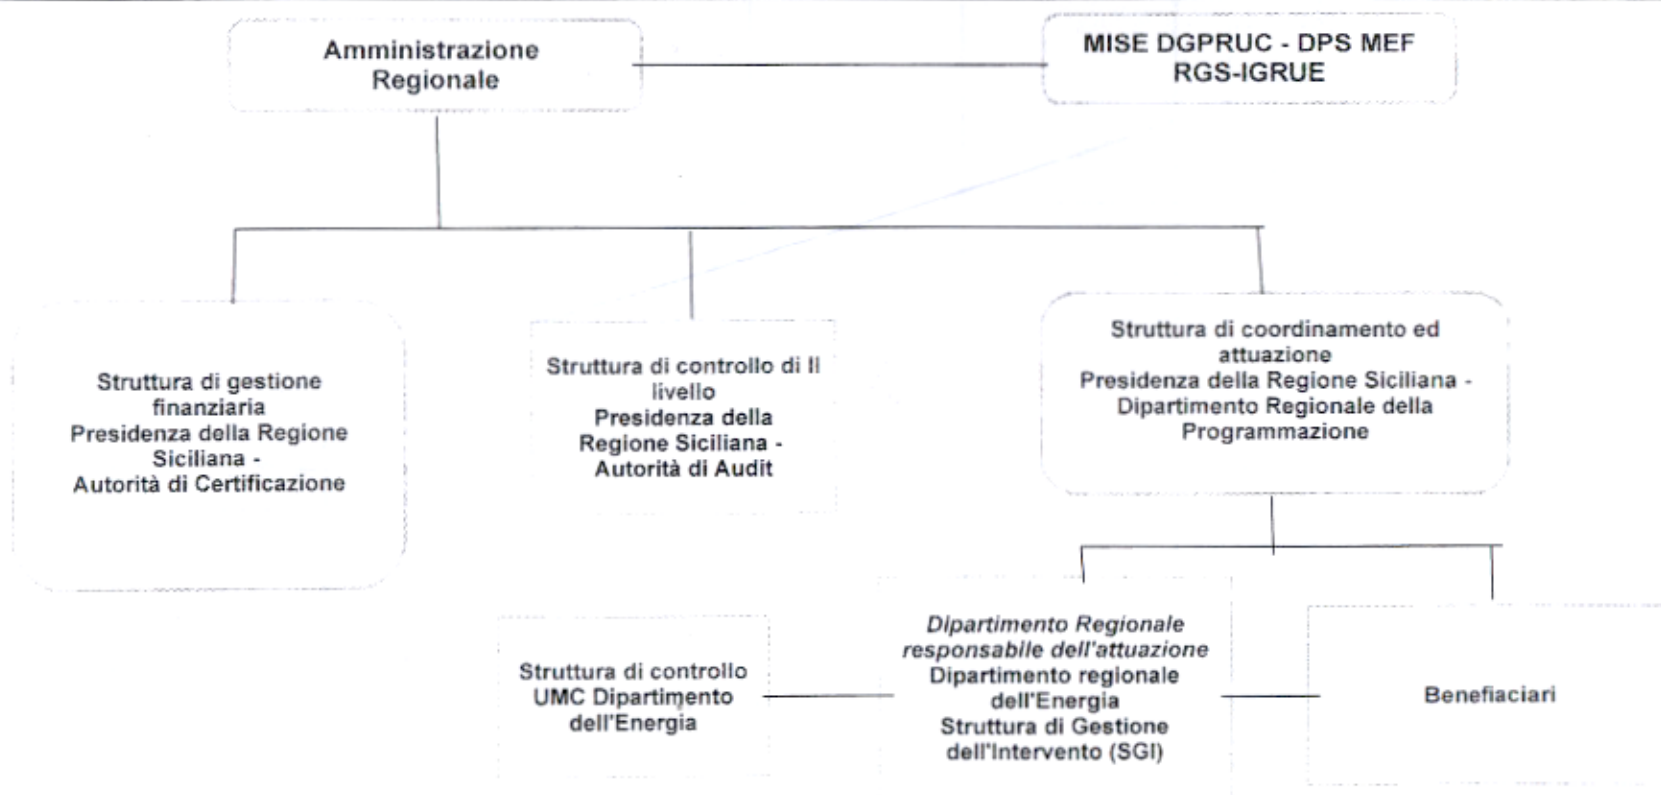 Amministrazione
Regionale
MISE DGPRUC - DPS MEF
RGS-IGRUE
Struttura di gestione
finanziaria
Presidenza della Regione
Siciliana -
Autorità di Certificazione
Struttura di controllo di II
livello
Presidenza della
Regione Siciliana -
Autorità di Audit
Struttura di coordinamento ed
attuazione
Presidenza della Regione Siciliana -
Dipartimento Regionale della
Programmazione
Struttura di controllo
UMC Dipartimento
dell'Energia
Dipartimento Regionale
responsabile dell'attuazione
Dipartimento regionale
dell'Energia
Struttura di Gestione
dell'Intervento (SGI)
Benefiaciari